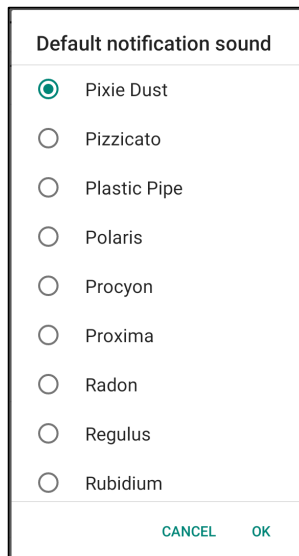 Default notification sound
Pixie Dust
Pizzicato
Plastic Pipe
Polaris
Procyon
Proxima
Radon
Regulus
Rubidium
CANCEL OK